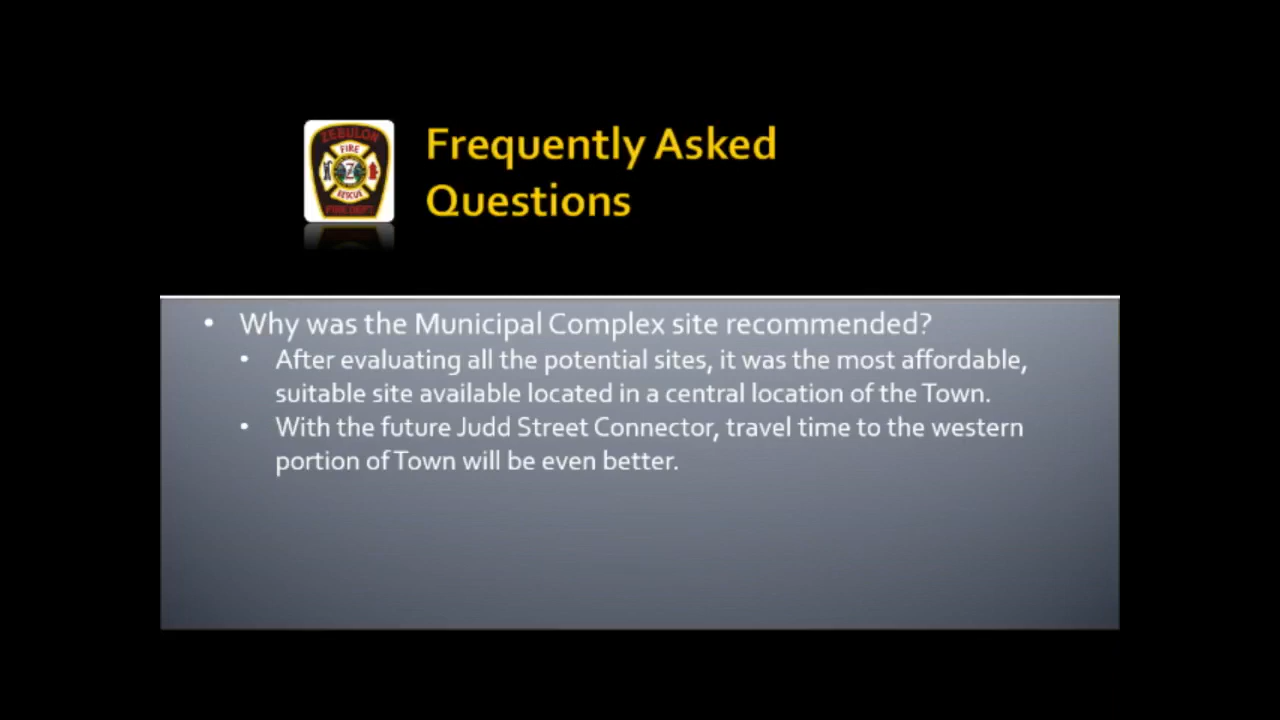 ZEBULON
FIRE
Z
RESCUE
FIRE DEPT.
Frequently Asked
Questions
• Why was the Municipal Complex site recommended?
• After evaluating all the potential sites, it was the most affordable,
suitable site available located in a central location of the Town.
• With the future Judd Street Connector, travel time to the western
portion of Town will be even better.